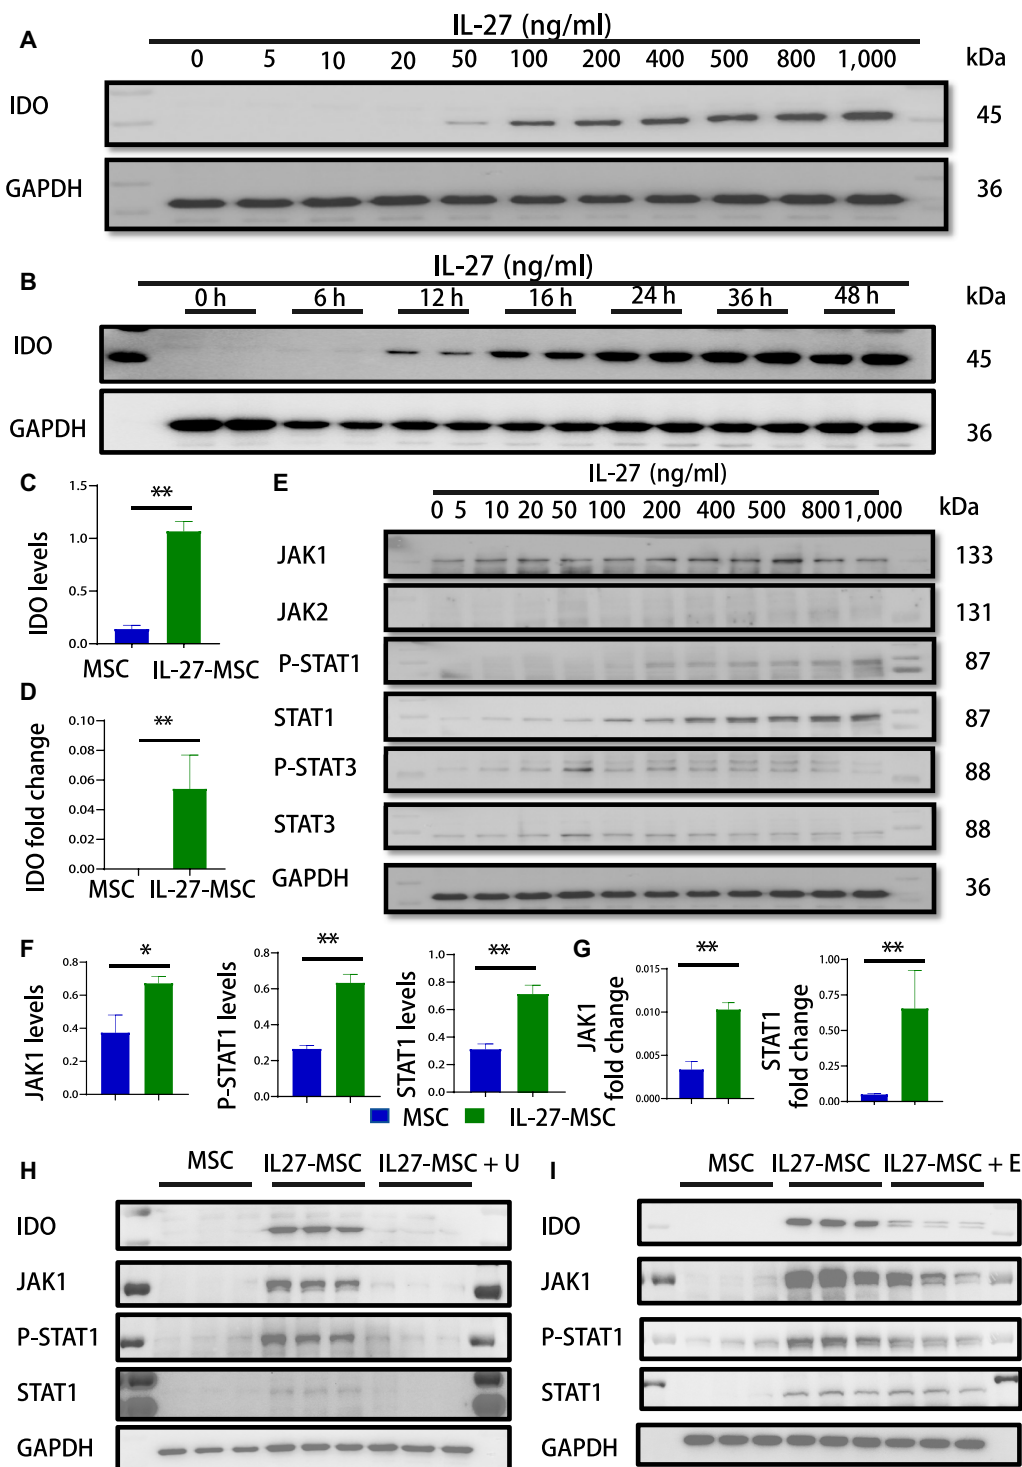 A
IL-27 (ng/ml)
0 5 10 20 50 100 200 400 500 800 1,000 kDa
IDO 45
GAPDH 36
B
IL-27 (ng/ml)
0 h 6 h 12 h 16 h 24 h 36 h 48 h kDa
IDO 45
GAPDH 36
C
**
IDO levels
1.5
1.0
0.5
0.0
MSC IL-27-MSC
D
**
IDO fold change
0.10
0.08
0.06
0.04
0.02
0.00
MSC IL-27-MSC
E
IL-27 (ng/ml)
0 5 10 20 50 100 200 400 500 800 1,000 kDa
JAK1 133
JAK2 131
P-STAT1 87
STAT1 87
P-STAT3 88
STAT3 88
GAPDH 36
F
*
JAK1 levels
0.8
0.6
0.4
0.2
0.0
**
P-STAT1 levels
0.8
0.6
0.4
0.2
0.0
**
STAT1 levels
1.0
0.8
0.6
0.4
0.2
0.0
G
**
JAK1
fold change
0.015
0.010
0.005
0.000
**
STAT1
fold change
1.00
0.75
0.50
0.25
0.00
MSC IL-27-MSC
H
MSC IL27-MSC IL27-MSC + U
IDO
JAK1
P-STAT1
STAT1
GAPDH
I
MSC IL27-MSC IL27-MSC + E
IDO
JAK1
P-STAT1
STAT1
GAPDH